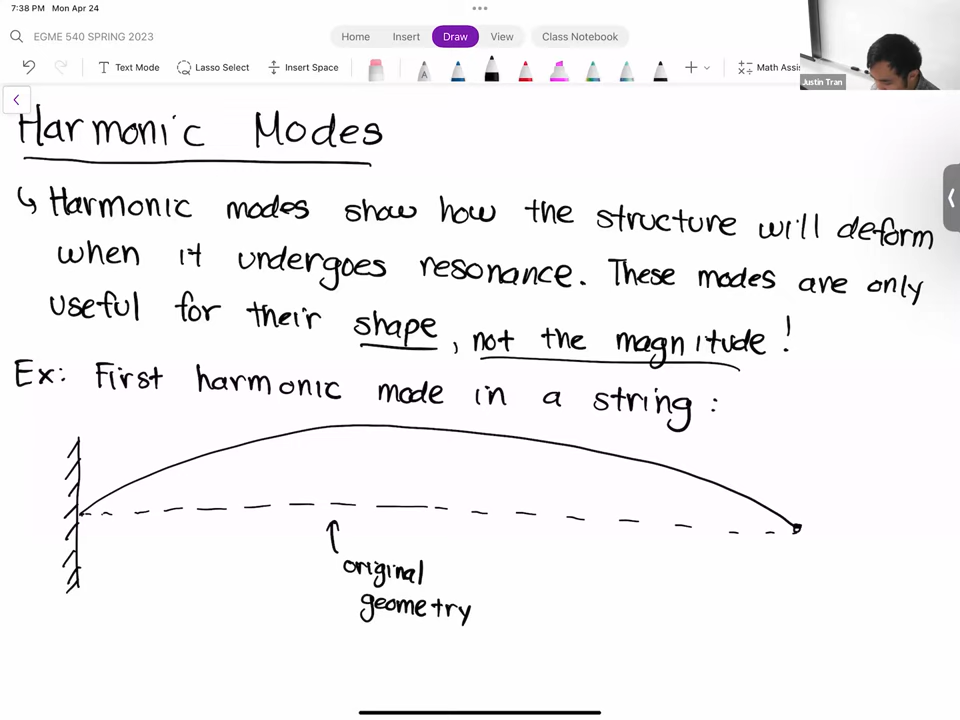 7:38 PM Mon Apr 24
EGME 540 SPRING 2023
Home Insert Draw View Class Notebook
Text Mode Lasso Select Insert Space Math Assis
Justin Tran
Harmonic Modes
Harmonic modes show how the structure will deform
when it undergoes resonance. These modes are only
useful for their shape, not the magnitude!
Ex: First harmonic mode in a string:
original
geometry